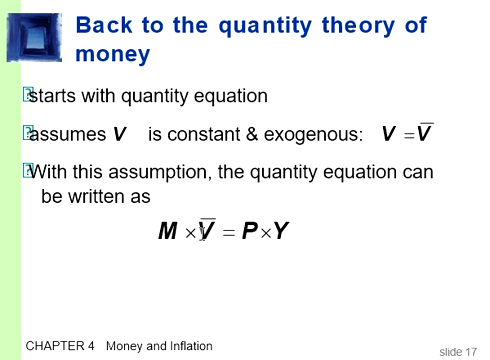 Back to the quantity theory of
money
starts with quantity equation
assumes V is constant & exogenous: V = V̅
With this assumption, the quantity equation can
be written as
M × V̅ = P × Y
CHAPTER 4 Money and Inflation
slide 17